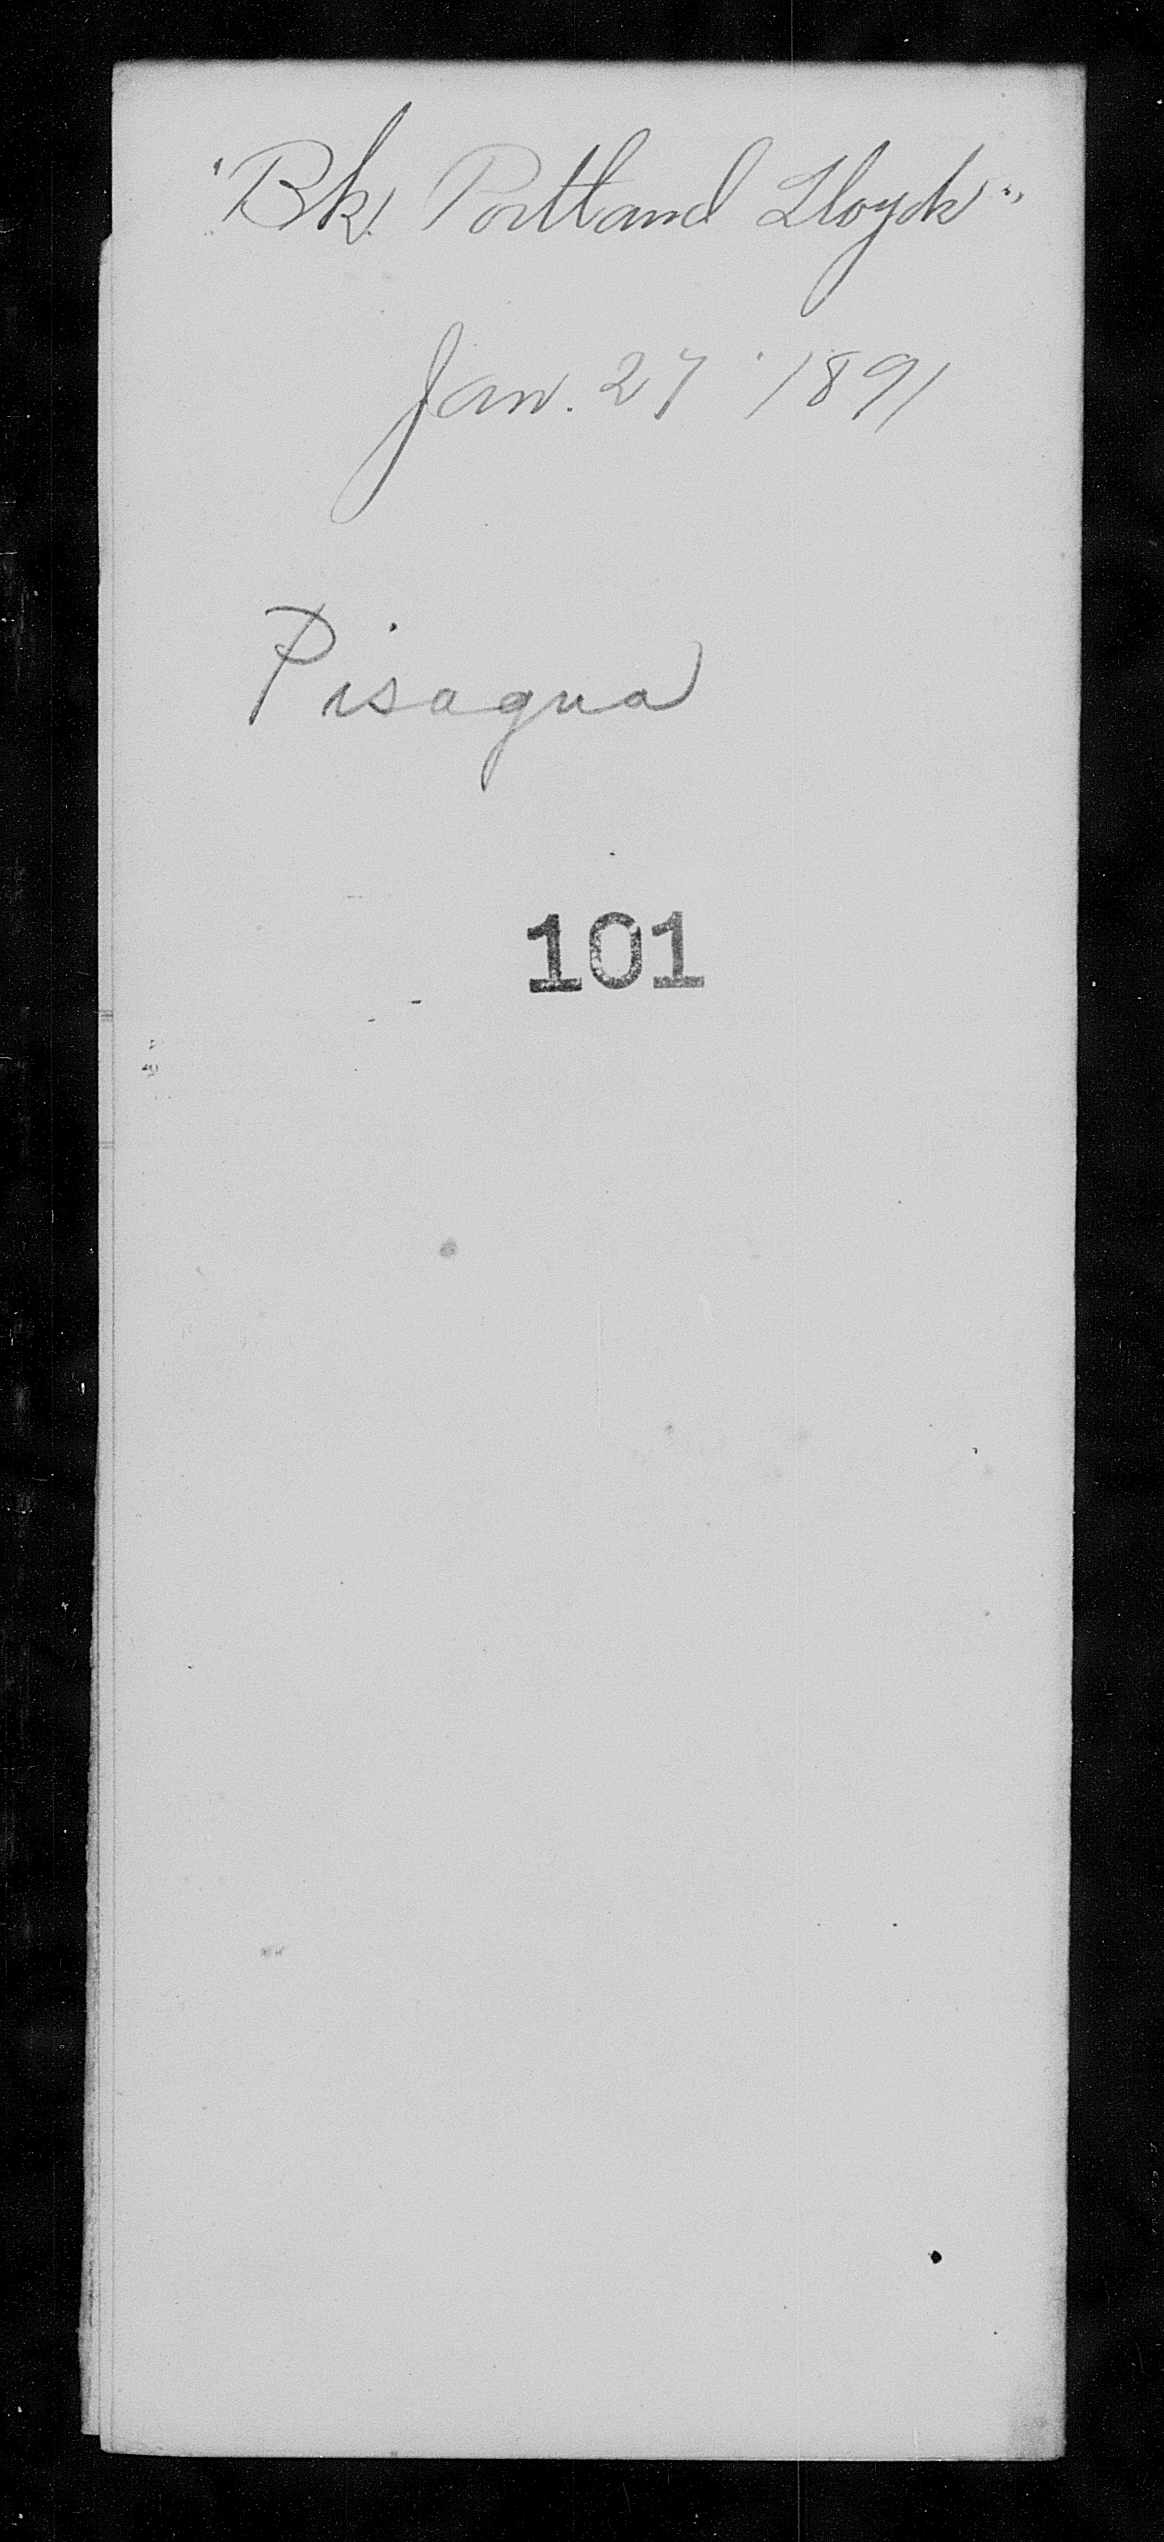 "Bk. Portland Lloyds"
Jan. 27 1891
Pisagua
101